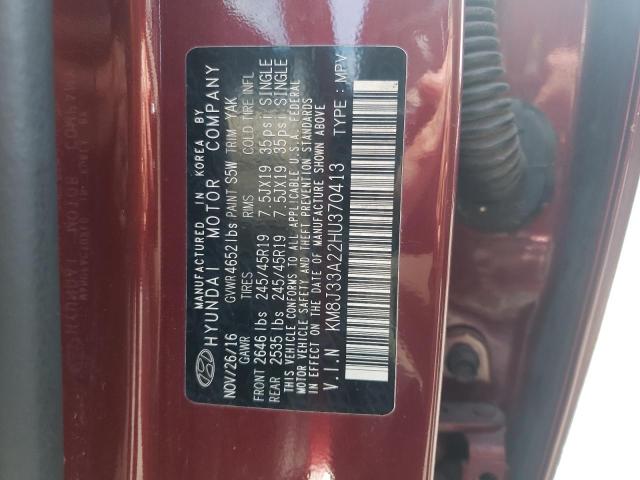 MANUFACTURED IN KOREA BY
HYUNDAI MOTOR COMPANY
NOV/26/16 GVWR 4652lbs PAINT S5W TRIM YAK
GAWR TIRES RIMS COLD TIRE INFL
FRONT 2646 lbs 245/45R19 7.5JX19 35psi, SINGLE
REAR 2535 lbs 245/45R19 7.5JX19 35psi, SINGLE
THIS VEHICLE CONFORMS TO ALL APPLICABLE U.S.A. FEDERAL
MOTOR VEHICLE SAFETY AND THEFT PREVENTION STANDARDS
IN EFFECT ON THE DATE OF MANUFACTURE SHOWN ABOVE
V.I.N KM8J33A22HU370413 TYPE : MPV